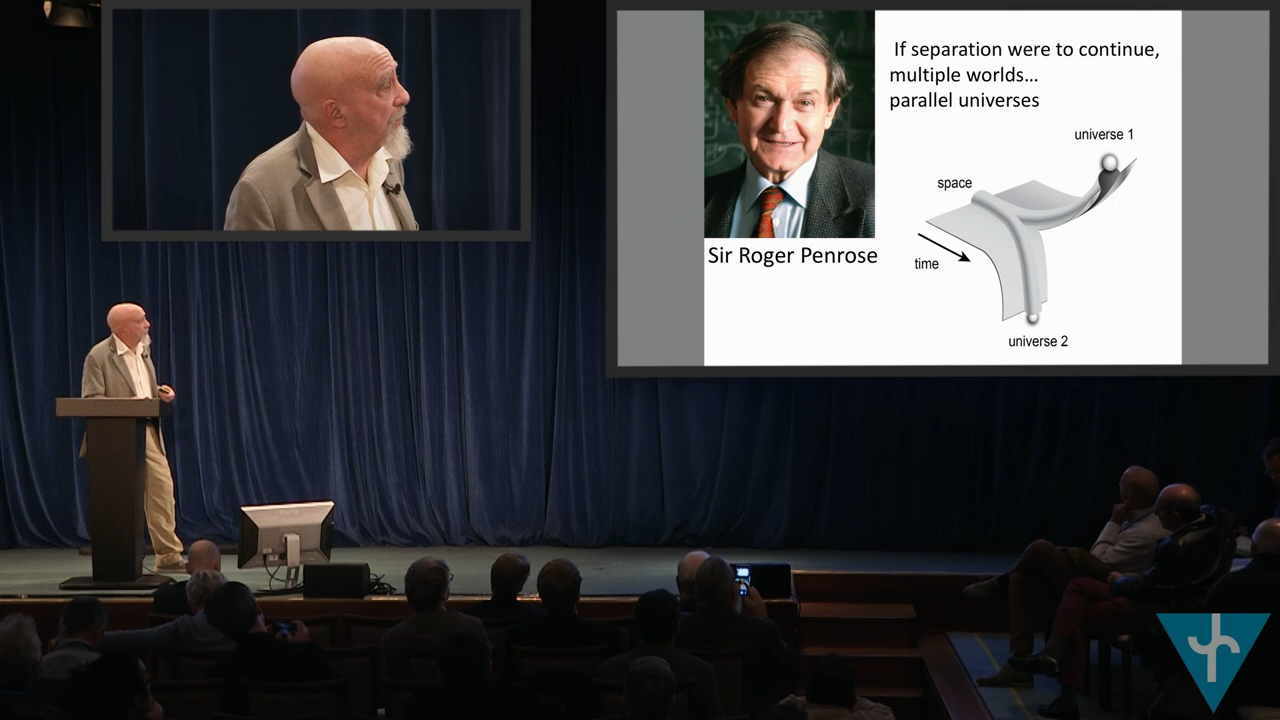 If separation were to continue,
multiple worlds…
parallel universes
universe 1
space
time
universe 2
Sir Roger Penrose